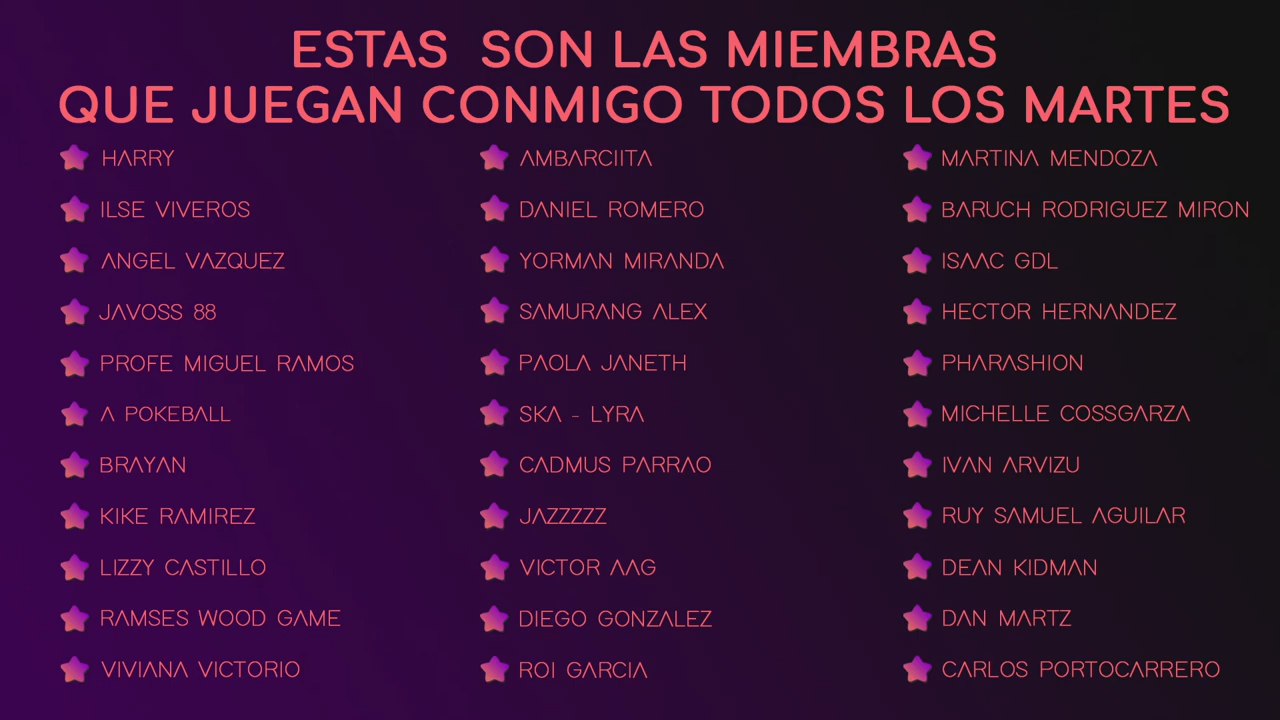 ESTAS SON LAS MIEMBRAS
QUE JUEGAN CONMIGO TODOS LOS MARTES
HARRY
ILSE VIVEROS
ANGEL VAZQUEZ
JAVOSS 88
PROFE MIGUEL RAMOS
A POKEBALL
BRAYAN
KIKE RAMIREZ
LIZZY CASTILLO
RAMSES WOOD GAME
VIVIANA VICTORIO
AMBARCIITA
DANIEL ROMERO
YORMAN MIRANDA
SAMURANG ALEX
PAOLA JANETH
SKA - LYRA
CADMUS PARRAO
JAZZZZZ
VICTOR AAG
DIEGO GONZALEZ
ROI GARCIA
MARTINA MENDOZA
BARUCH RODRIGUEZ MIRON
ISAAC GDL
HECTOR HERNANDEZ
PHARASHION
MICHELLE COSSGARZA
IVAN ARVIZU
RUY SAMUEL AGUILAR
DEAN KIDMAN
DAN MARTZ
CARLOS PORTOCARRERO